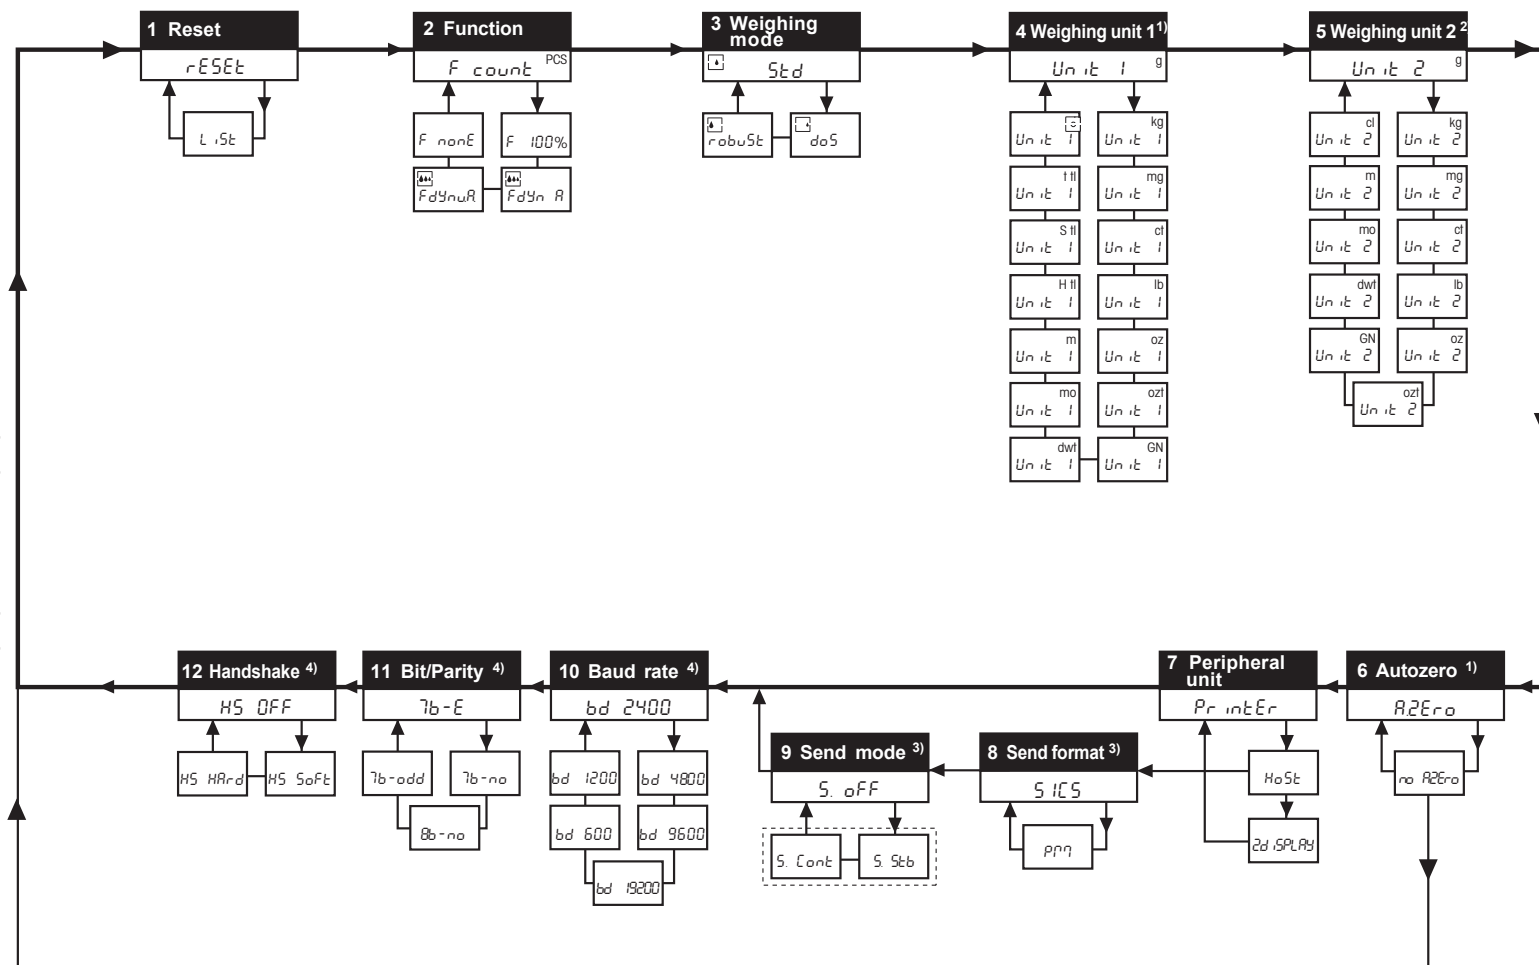 1 Reset
rESEt
LiSt
2 Function
PCS
F count
F nonE
F 100%
FdYnu.A
FdYn A
3 Weighing
mode
Std
robuSt
doS
4 Weighing unit 1 1)
g
Unit 1
Unit 1
kg
Unit 1
t tl
Unit 1
mg
Unit 1
S tl
Unit 1
ct
Unit 1
H tl
Unit 1
lb
Unit 1
m
Unit 1
oz
Unit 1
mo
Unit 1
ozt
Unit 1
dwt
Unit 1
GN
Unit 1
5 Weighing unit 2 2
g
Unit 2
cl
Unit 2
kg
Unit 2
m
Unit 2
mg
Unit 2
mo
Unit 2
ct
Unit 2
dwt
Unit 2
lb
Unit 2
GN
Unit 2
oz
Unit 2
ozt
Unit 2
12 Handshake 4)
HS OFF
HS HArd
HS SoFt
11 Bit/Parity 4)
7b-E
7b-odd
7b-no
8b-no
10 Baud rate 4)
bd 2400
bd 1200
bd 4800
bd 600
bd 9600
bd 19200
9 Send mode 3)
S. oFF
S. Cont
S. Stb
8 Send format 3)
SICS
PM
7 Peripheral
unit
PrintEr
HoSt
2diSPLAY
6 Autozero 1)
A.2Ero
no A2Ero